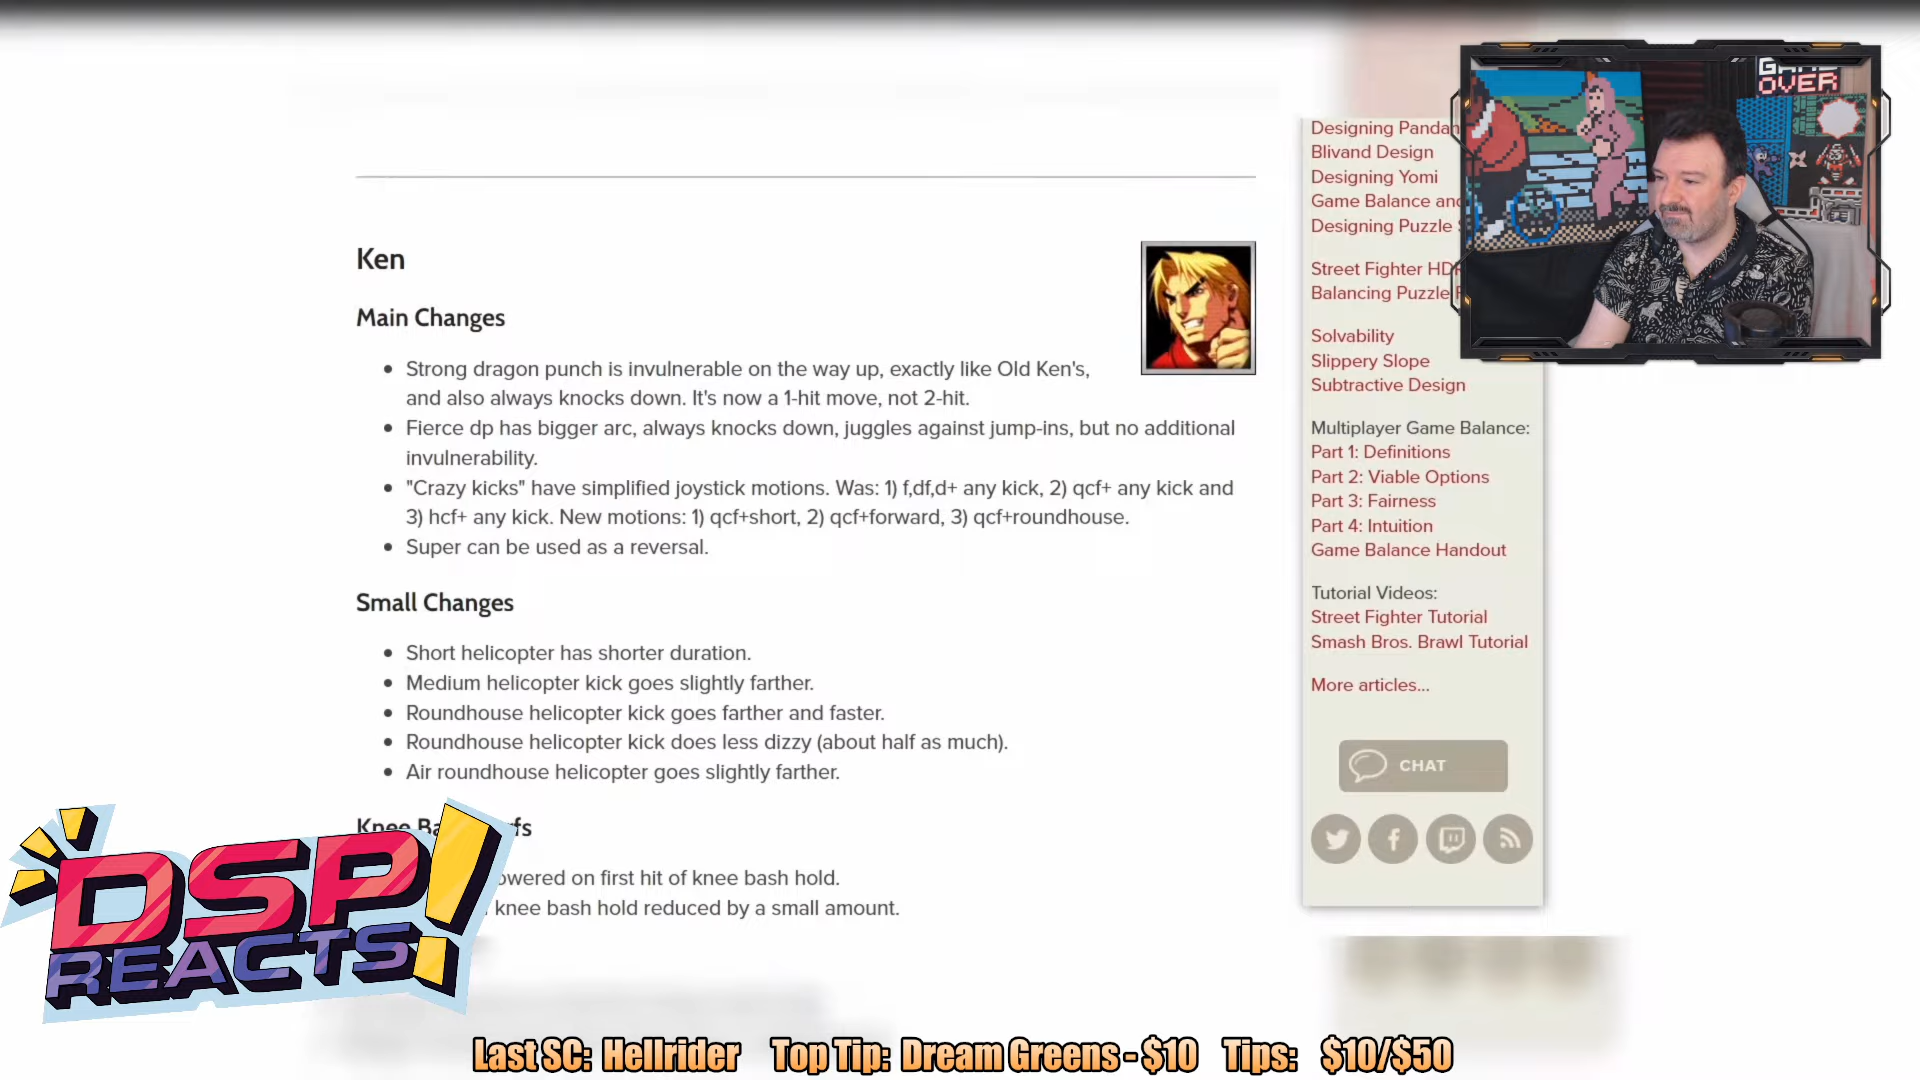 GAME
OVER
Designing
Blivand Design
Designing Yomi
Game Balance
Designing Puzzle
Ken
Street Fighter
Balancing Puzzle
Main Changes
Solvability
Slippery Slope
Subtractive Design
Strong dragon punch is invulnerable on the way up, exactly like Old Ken's,
and also always knocks down. It's now a 1-hit move, not 2-hit.
Fierce dp has bigger arc, always knocks down, juggles against jump-ins, but no additional
invulnerability.
"Crazy kicks" have simplified joystick motions. Was: 1) f,df,d+ any kick, 2) qcf+ any kick and
3) hcf+ any kick. New motions: 1) qcf+short, 2) qcf+forward, 3) qcf+roundhouse.
Super can be used as a reversal.
Multiplayer Game Balance:
Part 1: Definitions
Part 2: Viable Options
Part 3: Fairness
Part 4: Intuition
Game Balance Handout
Small Changes
Short helicopter has shorter duration.
Medium helicopter kick goes slightly farther.
Roundhouse helicopter kick goes farther and faster.
Roundhouse helicopter kick does less dizzy (about half as much).
Air roundhouse helicopter goes slightly farther.
Tutorial Videos:
Street Fighter Tutorial
Smash Bros. Brawl Tutorial
More articles...
CHAT
Knee
on first hit of knee bash hold.
knee bash hold reduced by a small amount.
DSP
REACTS!
Last SC: Hellrider Top Tip: Dream Greens - $10 Tips: $10/$50